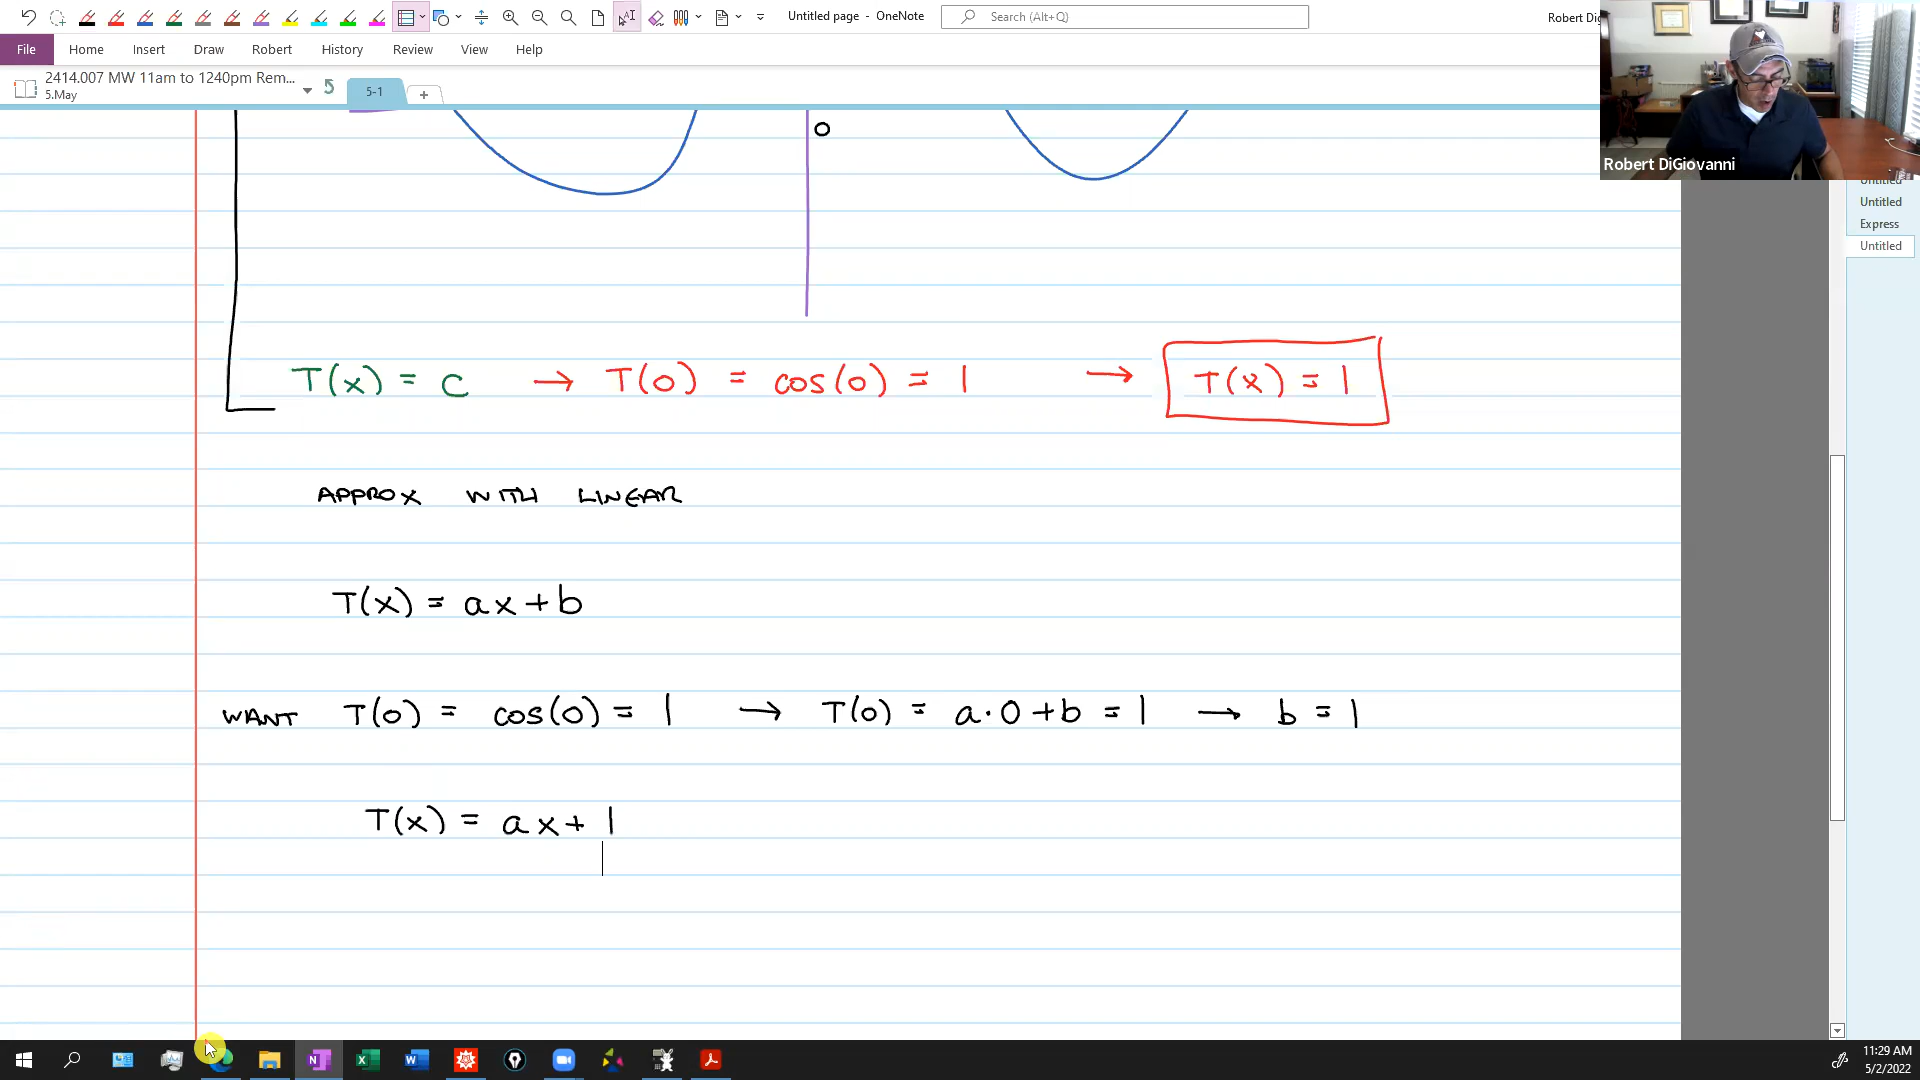 Untitled page - OneNote
Search (Alt+Q)
File Home Insert Draw Robert History Review View Help
2414.007 MW 11am to 1240pm Rem...
5.May
5-1
Robert DiGiovanni
Untitled
Express
Untitled
0
T(x) = c → T(0) = cos(0) = 1 → T(x) = 1
APPROX WITH LINEAR
T(x) = ax+b
WANT T(0) = cos(0) = 1 → T(0) = a·0+b = 1 → b = 1
T(x) = ax+ 1
11:29 AM
5/2/2022